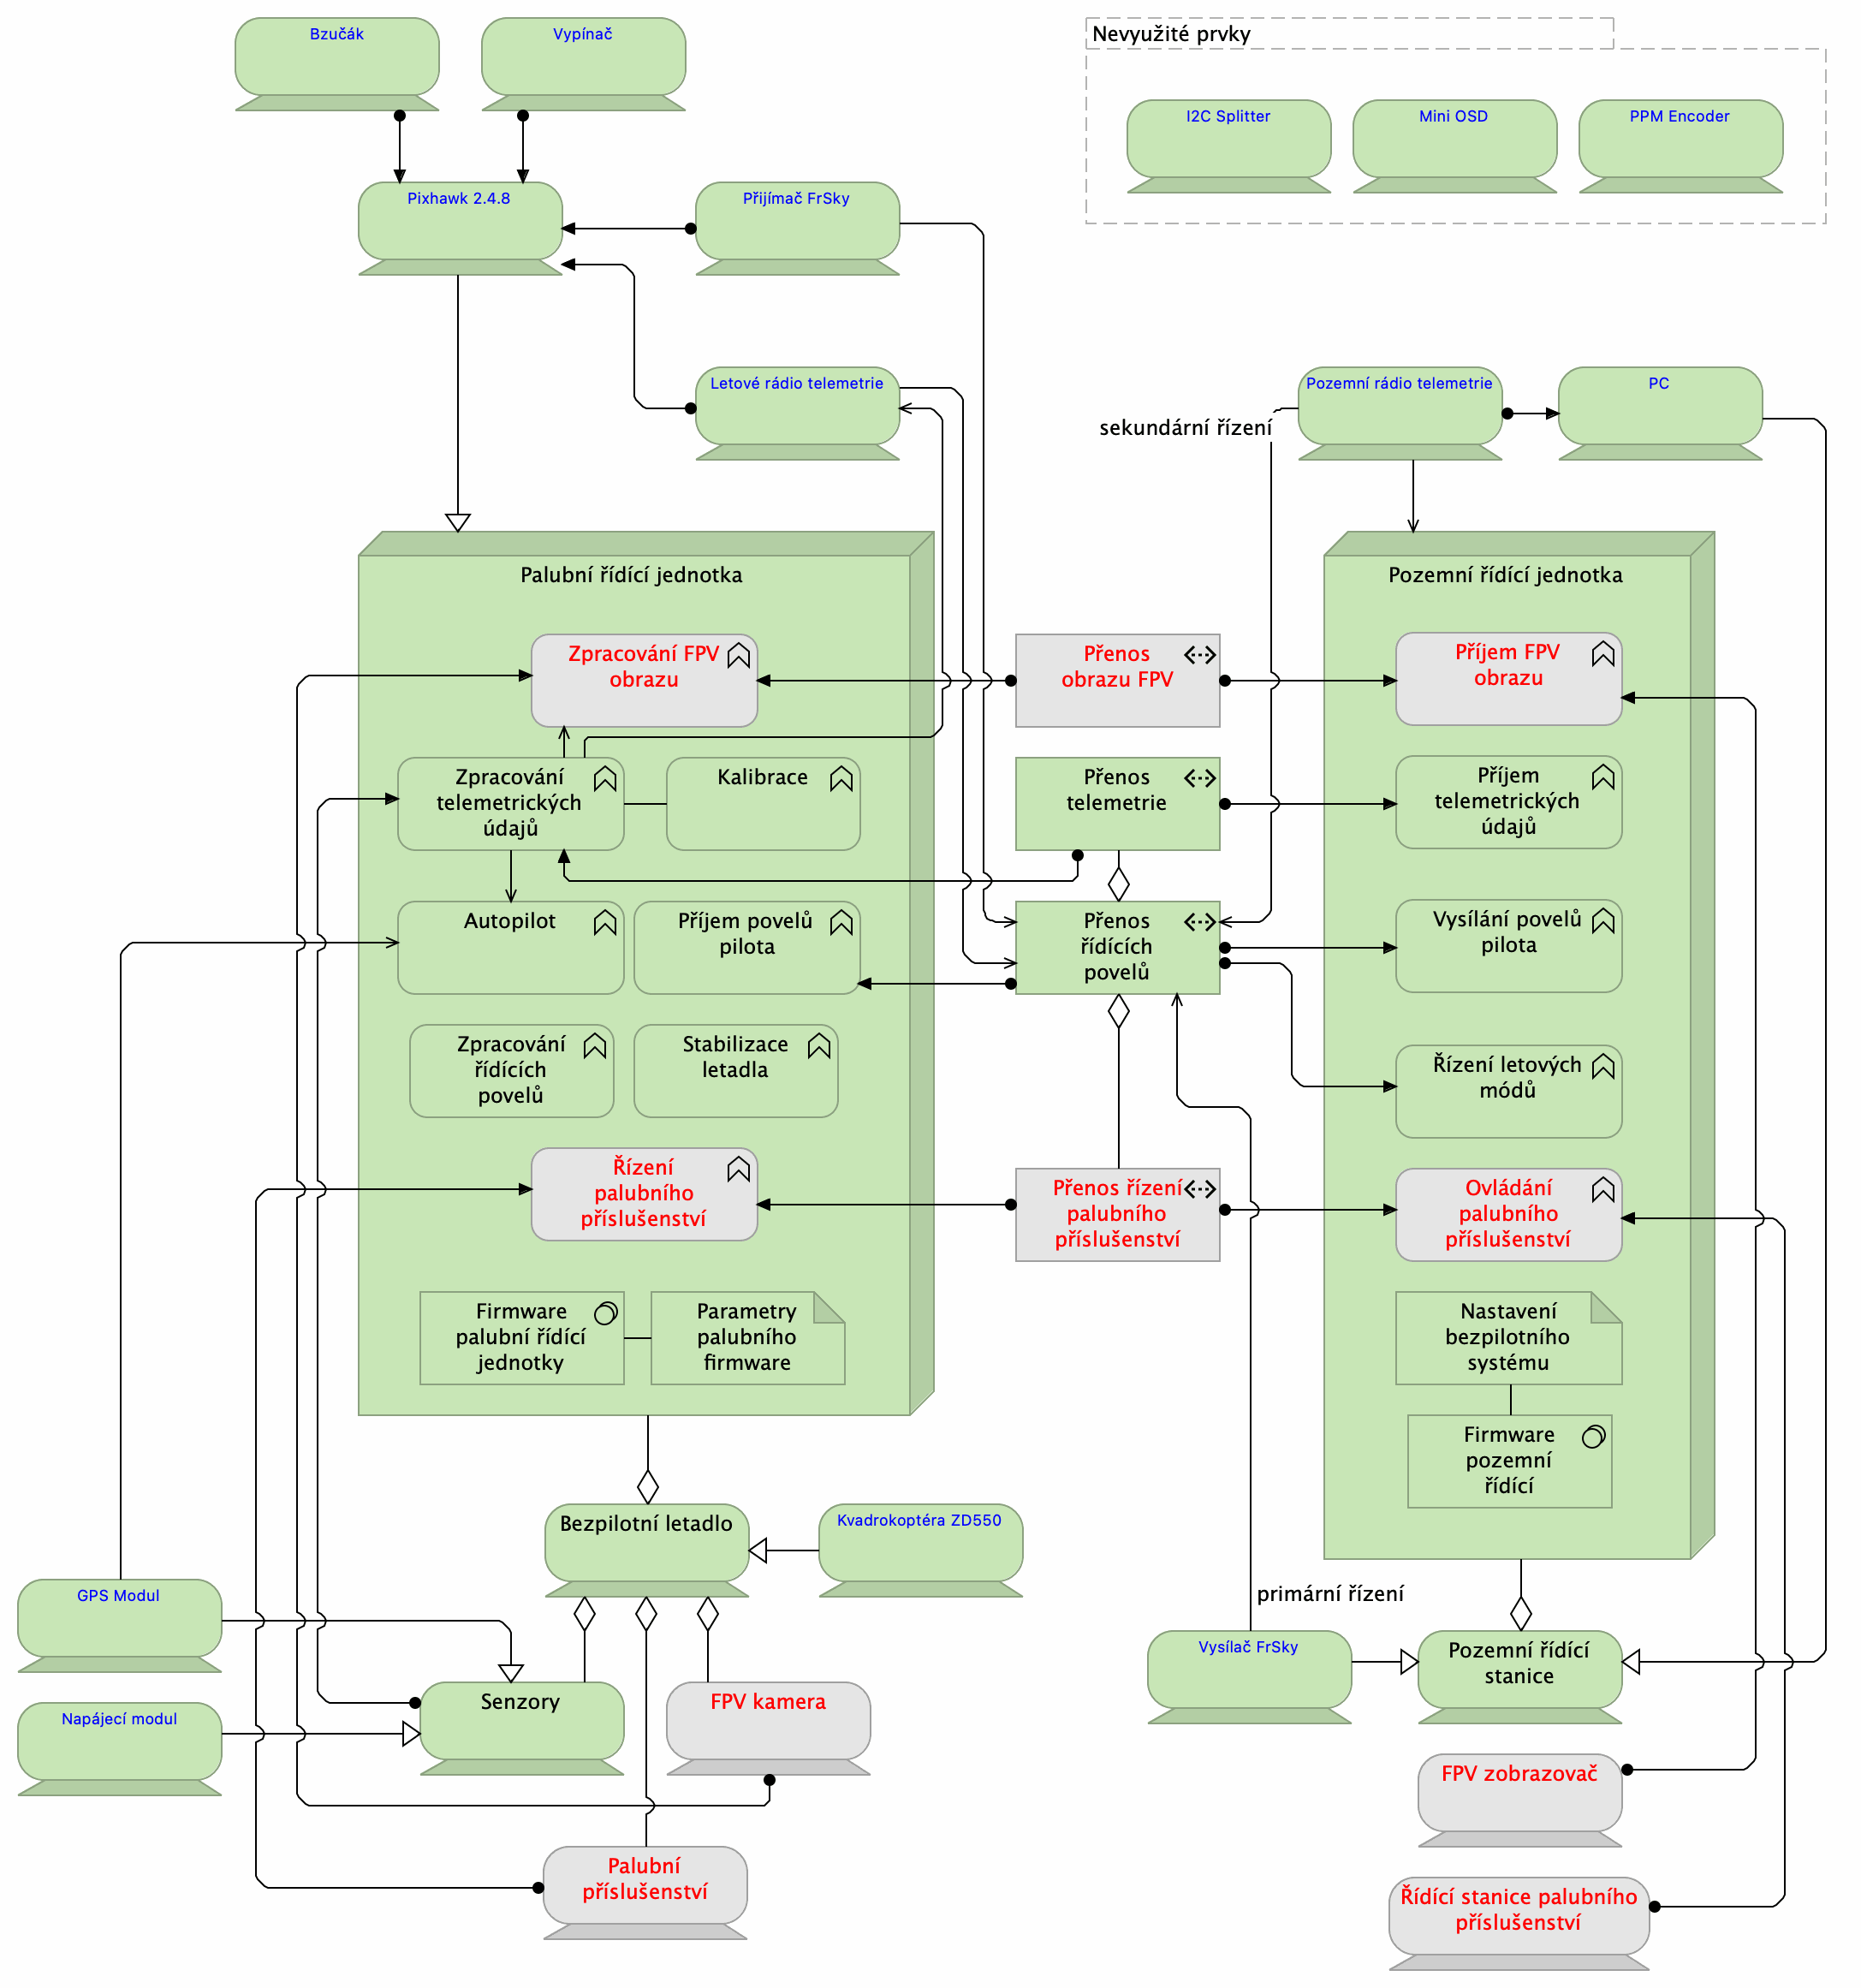 Bzučák
Vypínač
Nevyužité prvky
I2C Splitter
Mini OSD
PPM Encoder
Pixhawk 2.4.8
Přijímač FrSky
Letové rádio telemetrie
Pozemní rádio telemetrie
PC
sekundární řízení
Palubní řídící jednotka
Pozemní řídící jednotka
Zpracování FPV
obrazu
Přenos
obrazu FPV
Příjem FPV
obrazu
Zpracování
telemetrických
údajů
Kalibrace
Přenos
telemetrie
Příjem
telemetrických
údajů
Autopilot
Příjem povelů
pilota
Přenos
řídících
povelů
Vysílání povelů
pilota
Zpracování
řídících
povelů
Stabilizace
letadla
Řízení letových
módů
Řízení
palubního
příslušenství
Přenos řízení
palubního
příslušenství
Ovládání
palubního
příslušenství
Firmware
palubní řídící
jednotky
Parametry
palubního
firmware
Nastavení
bezpilotního
systému
Firmware
pozemní
řídící
Bezpilotní letadlo
Kvadrokoptéra ZD550
GPS Modul
primární řízení
Vysílač FrSky
Pozemní řídící
stanice
Napájecí modul
Senzory
FPV kamera
FPV zobrazovač
Palubní
příslušenství
Řídící stanice palubního
příslušenství